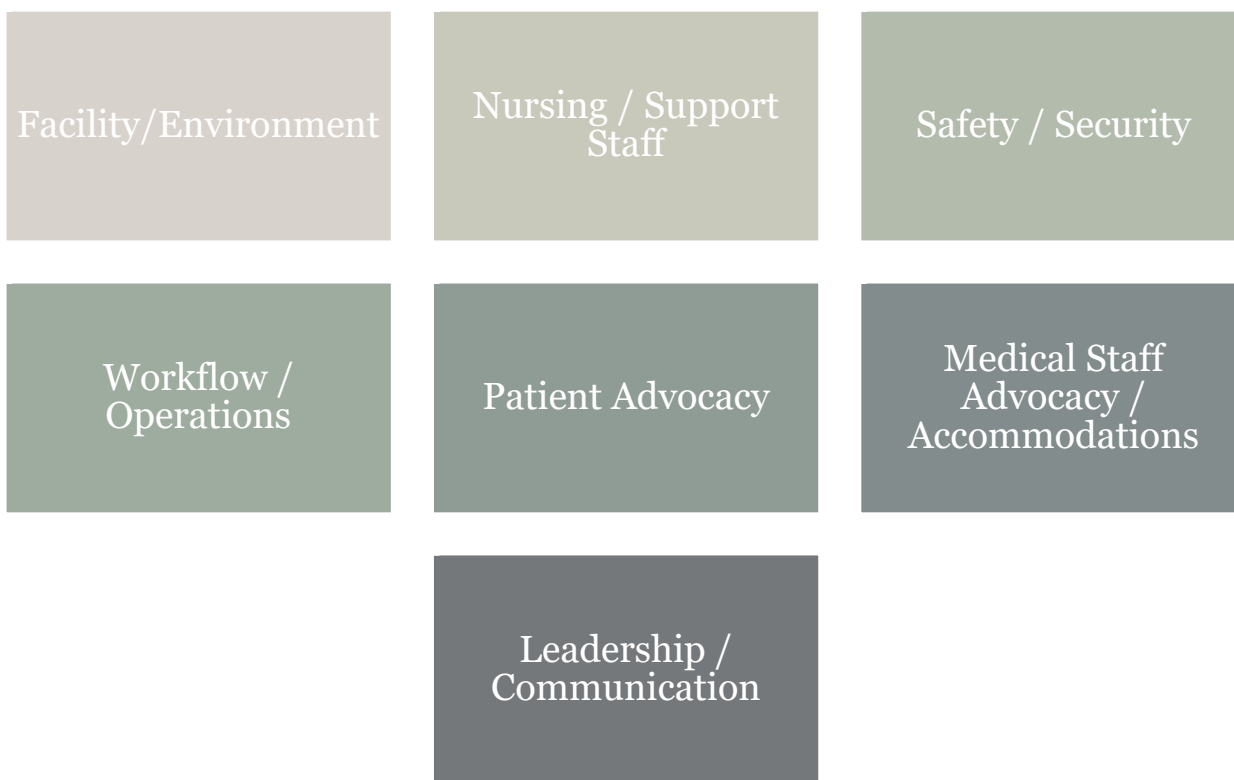 Facility/Environment
Nursing / Support
Staff
Safety / Security
Workflow /
Operations
Patient Advocacy
Medical Staff
Advocacy /
Accommodations
Leadership /
Communication